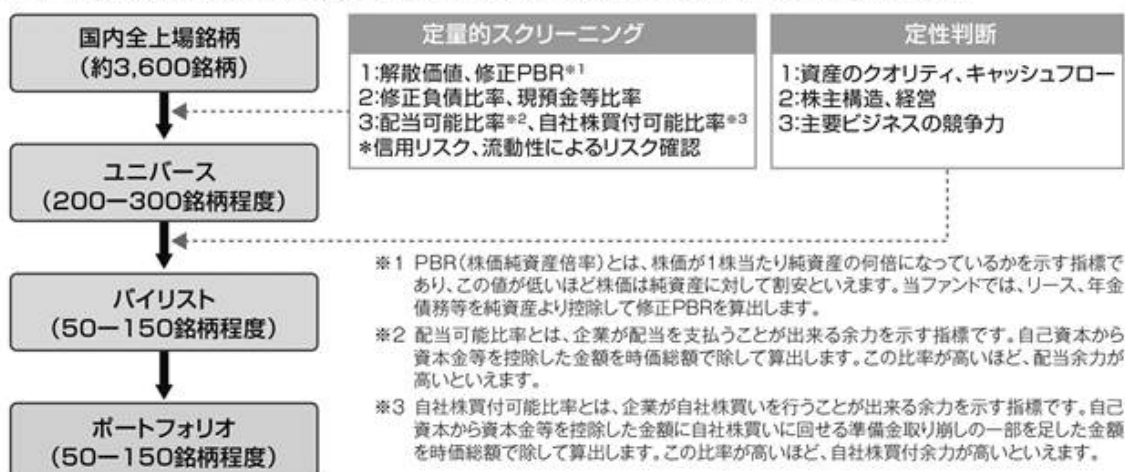 国内全上場銘柄
(約3,600銘柄)
定量的スクリーニング
1:解散価値、修正PBR※1
2:修正負債比率、現預金等比率
3:配当可能比率※2、自社株買付可能比率※3
*信用リスク、流動性によるリスク確認
定性判断
1:資産のクオリティ、キャッシュフロー
2:株主構造、経営
3:主要ビジネスの競争力
ユニバース
(200ー300銘柄程度)
バイリスト
(50ー150銘柄程度)
ポートフォリオ
(50ー150銘柄程度)
※1 PBR(株価純資産倍率)とは、株価が1株当たり純資産の何倍になっているかを示す指標で
あり、この値が低いほど株価は純資産に対して割安といえます。当ファンドでは、リース、年金
債務等を純資産より控除して修正PBRを算出します。
※2 配当可能比率とは、企業が配当を支払うことが出来る余力を示す指標です。自己資本から
資本金等を控除した金額を時価総額で除して算出します。この比率が高いほど、配当余力が
高いといえます。
※3 自社株買付可能比率とは、企業が自社株買いを行うことが出来る余力を示す指標です。自己
資本から資本金等を控除した金額に自社株買いに回せる準備金取り崩しの一部を足した金額
を時価総額で除して算出します。この比率が高いほど、自社株買付余力が高いといえます。